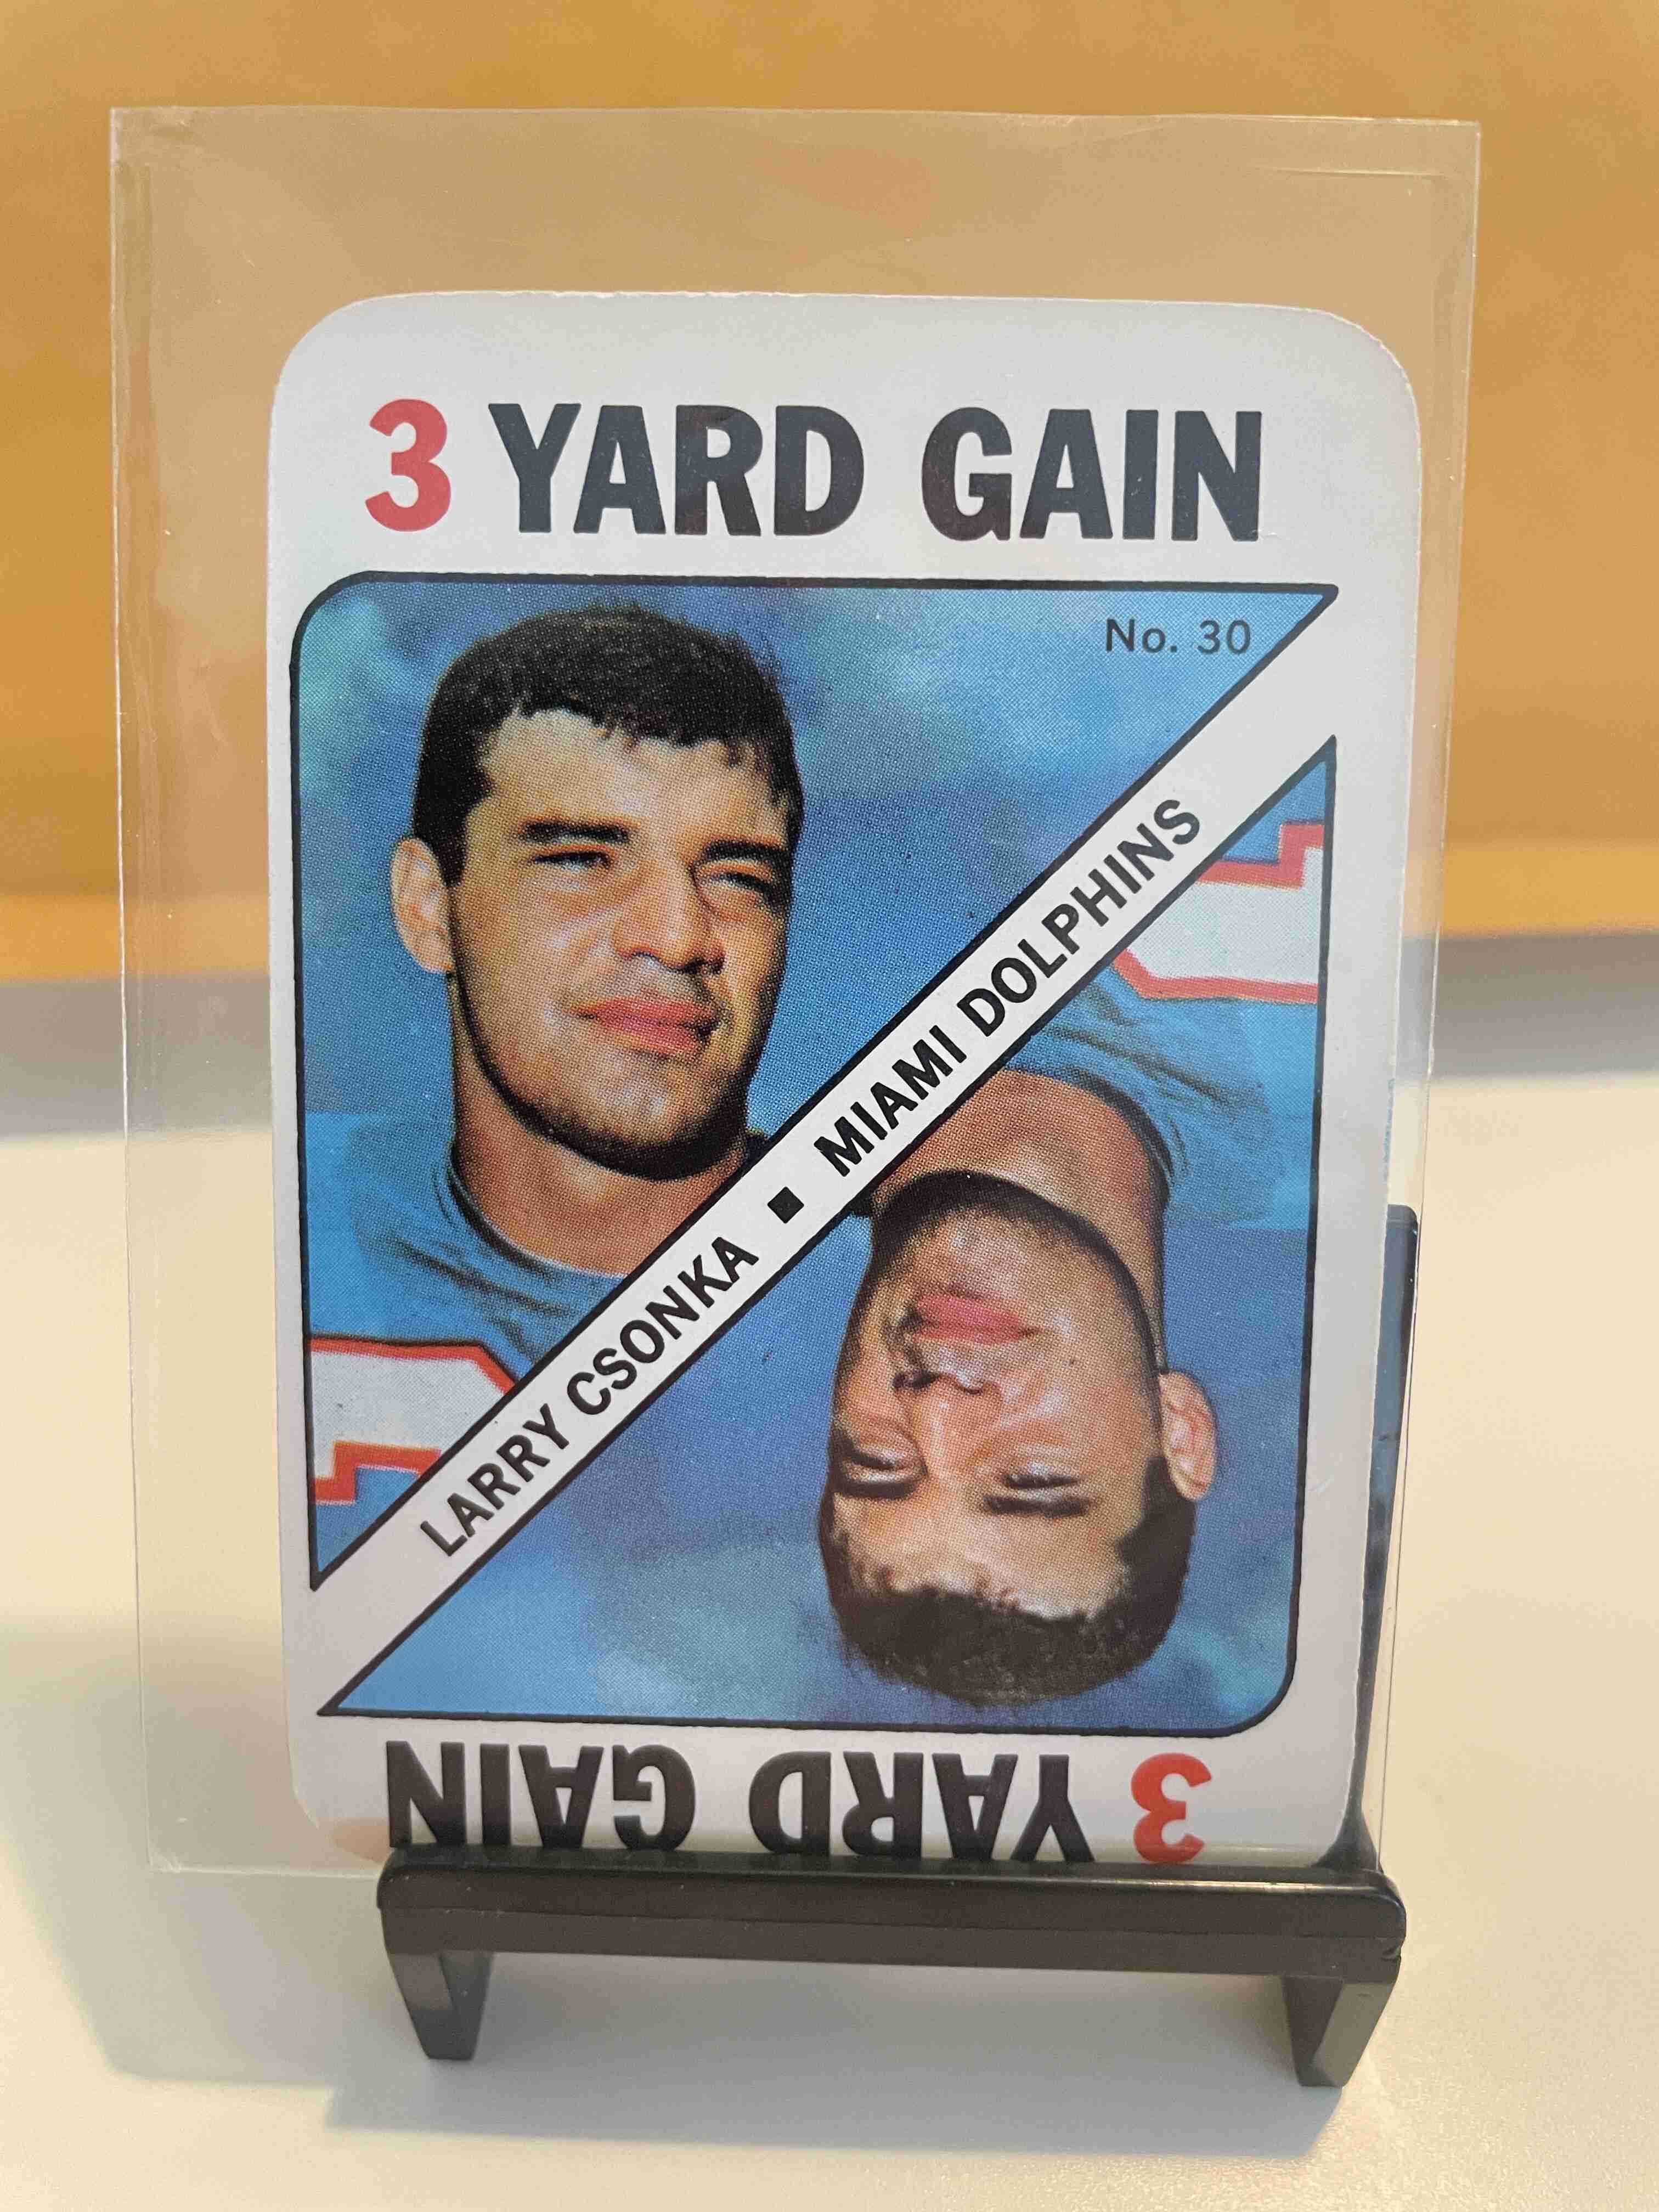 3 YARD GAIN
No. 30
LARRY CSONKA ■ MIAMI DOLPHINS
3 YARD GAIN